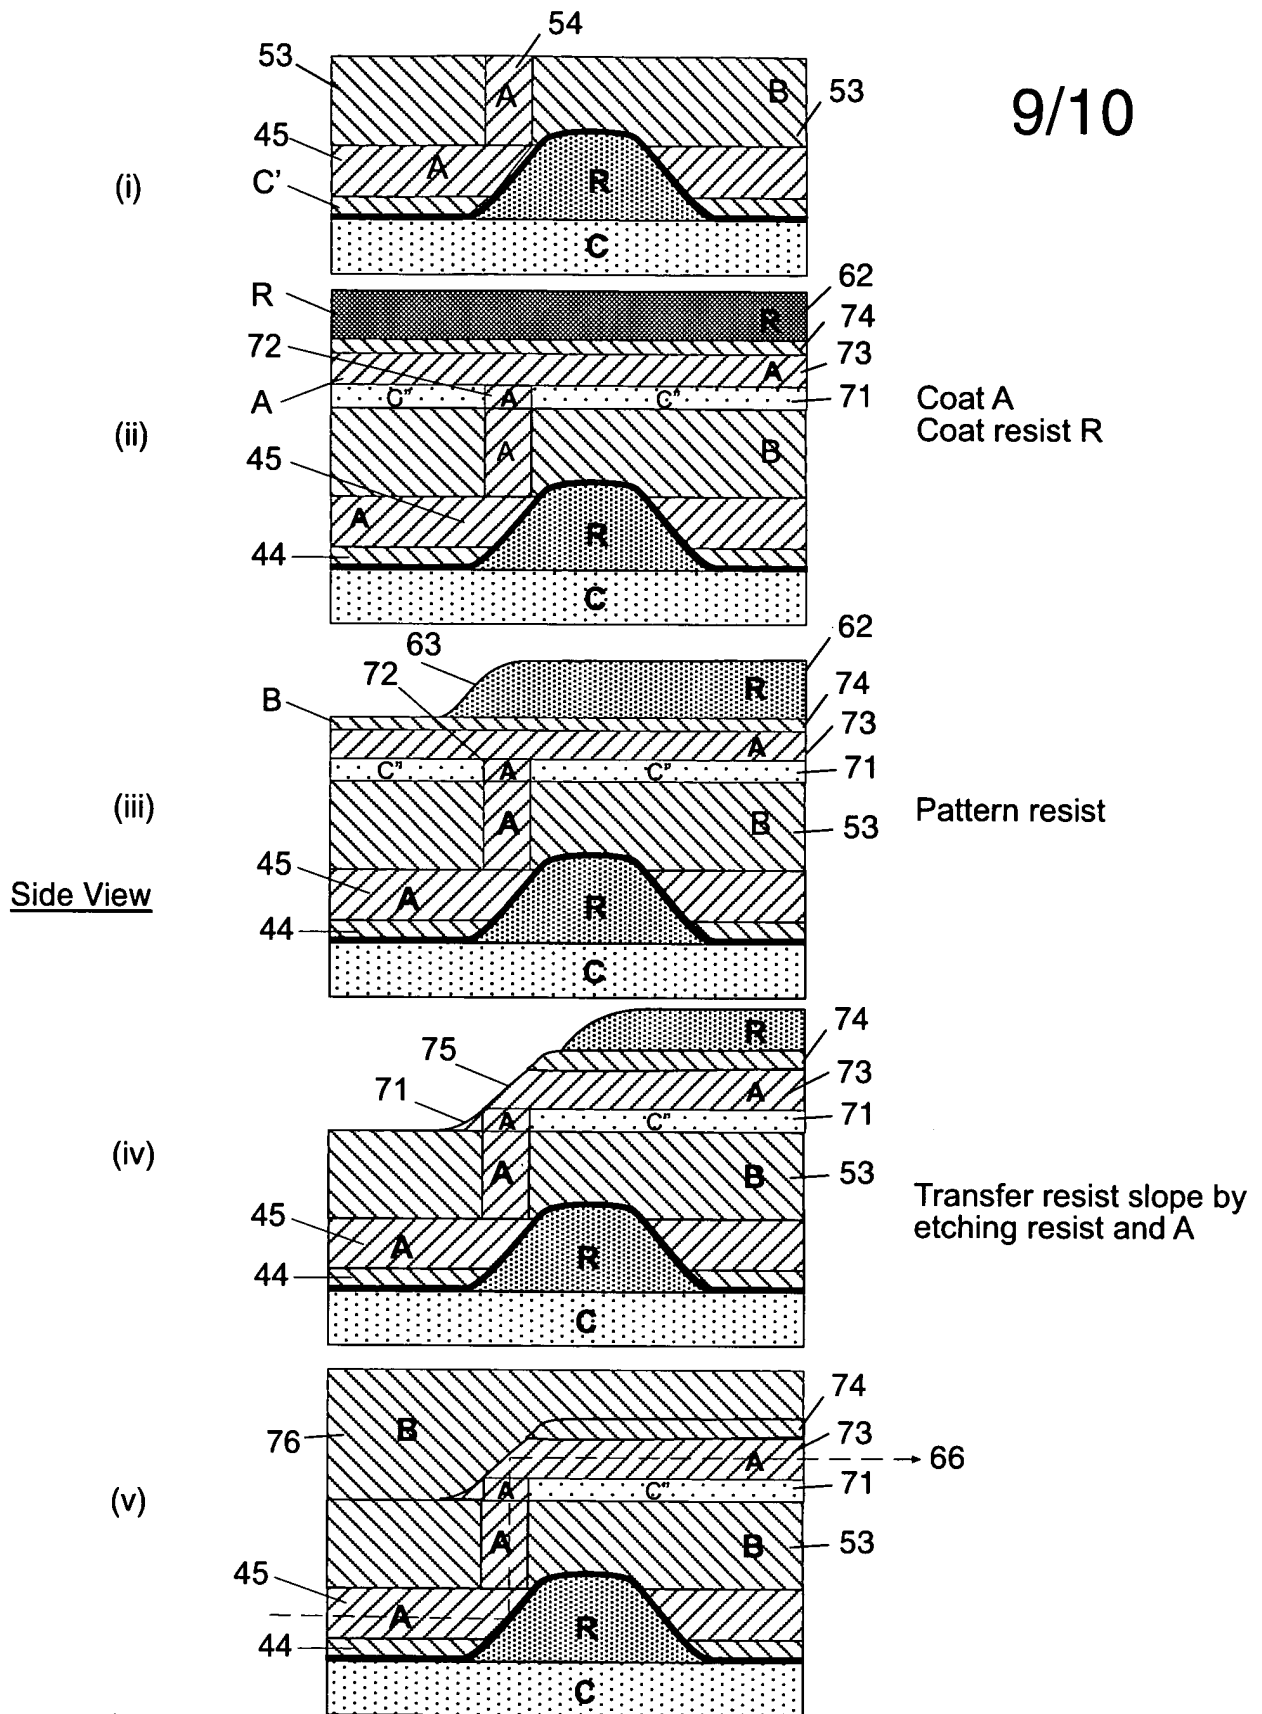 9/10
54
53
A
B
53
45
A
C'
R
(i)
C
R
R
62
74
72
A
73
A
C"
A
C"
71
Coat A
Coat resist R
(ii)
A
B
45
A
R
44
C
63
62
72
R
74
B
A
73
C"
A
C"
71
(iii)
A
B
53
Pattern resist
45
A
R
Side View
44
C
R
74
75
A
73
71
A
C"
71
(iv)
A
B
53
Transfer resist slope by
etching resist and A
45
A
R
44
C
74
B
73
76
A
66
A
C"
71
(v)
A
B
53
45
A
R
44
C